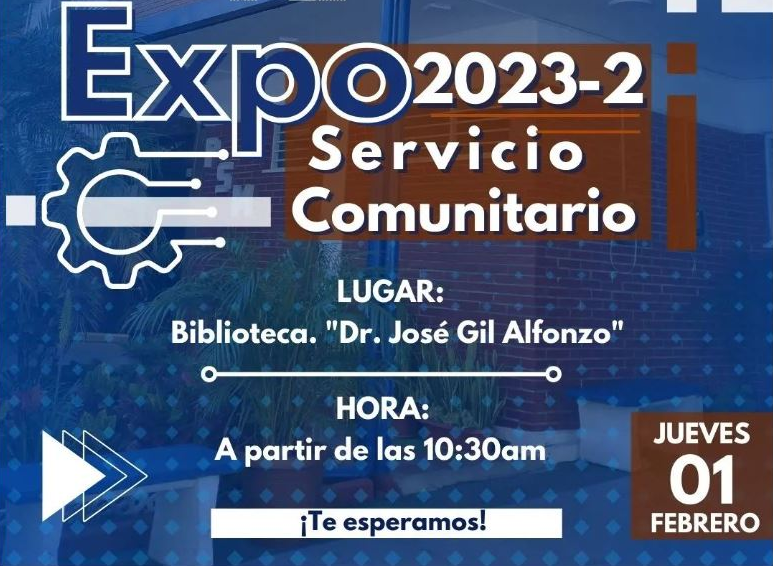 Expo 2023-2
Servicio
Comunitario
PSM
LUGAR:
Biblioteca. "Dr. José Gil Alfonzo"
HORA:
A partir de las 10:30am
¡Te esperamos!
JUEVES
01
FEBRERO